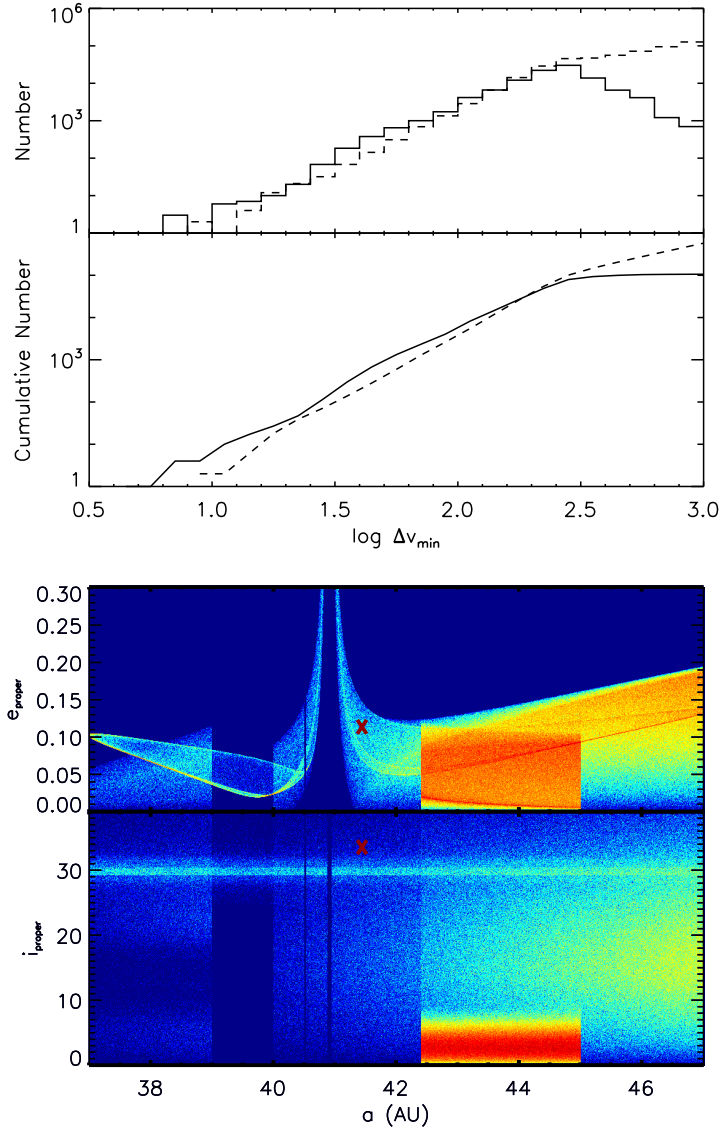 10^6
Number
10^3
1
Cumulative Number
10^3
1
0.5 1.0 1.5 2.0 2.5 3.0
log Δv_min
0.30
0.25
0.20
0.15
0.10
0.05
0.00
e_proper
x
30
20
10
0
i_proper
x
38 40 42 44 46
a (AU)